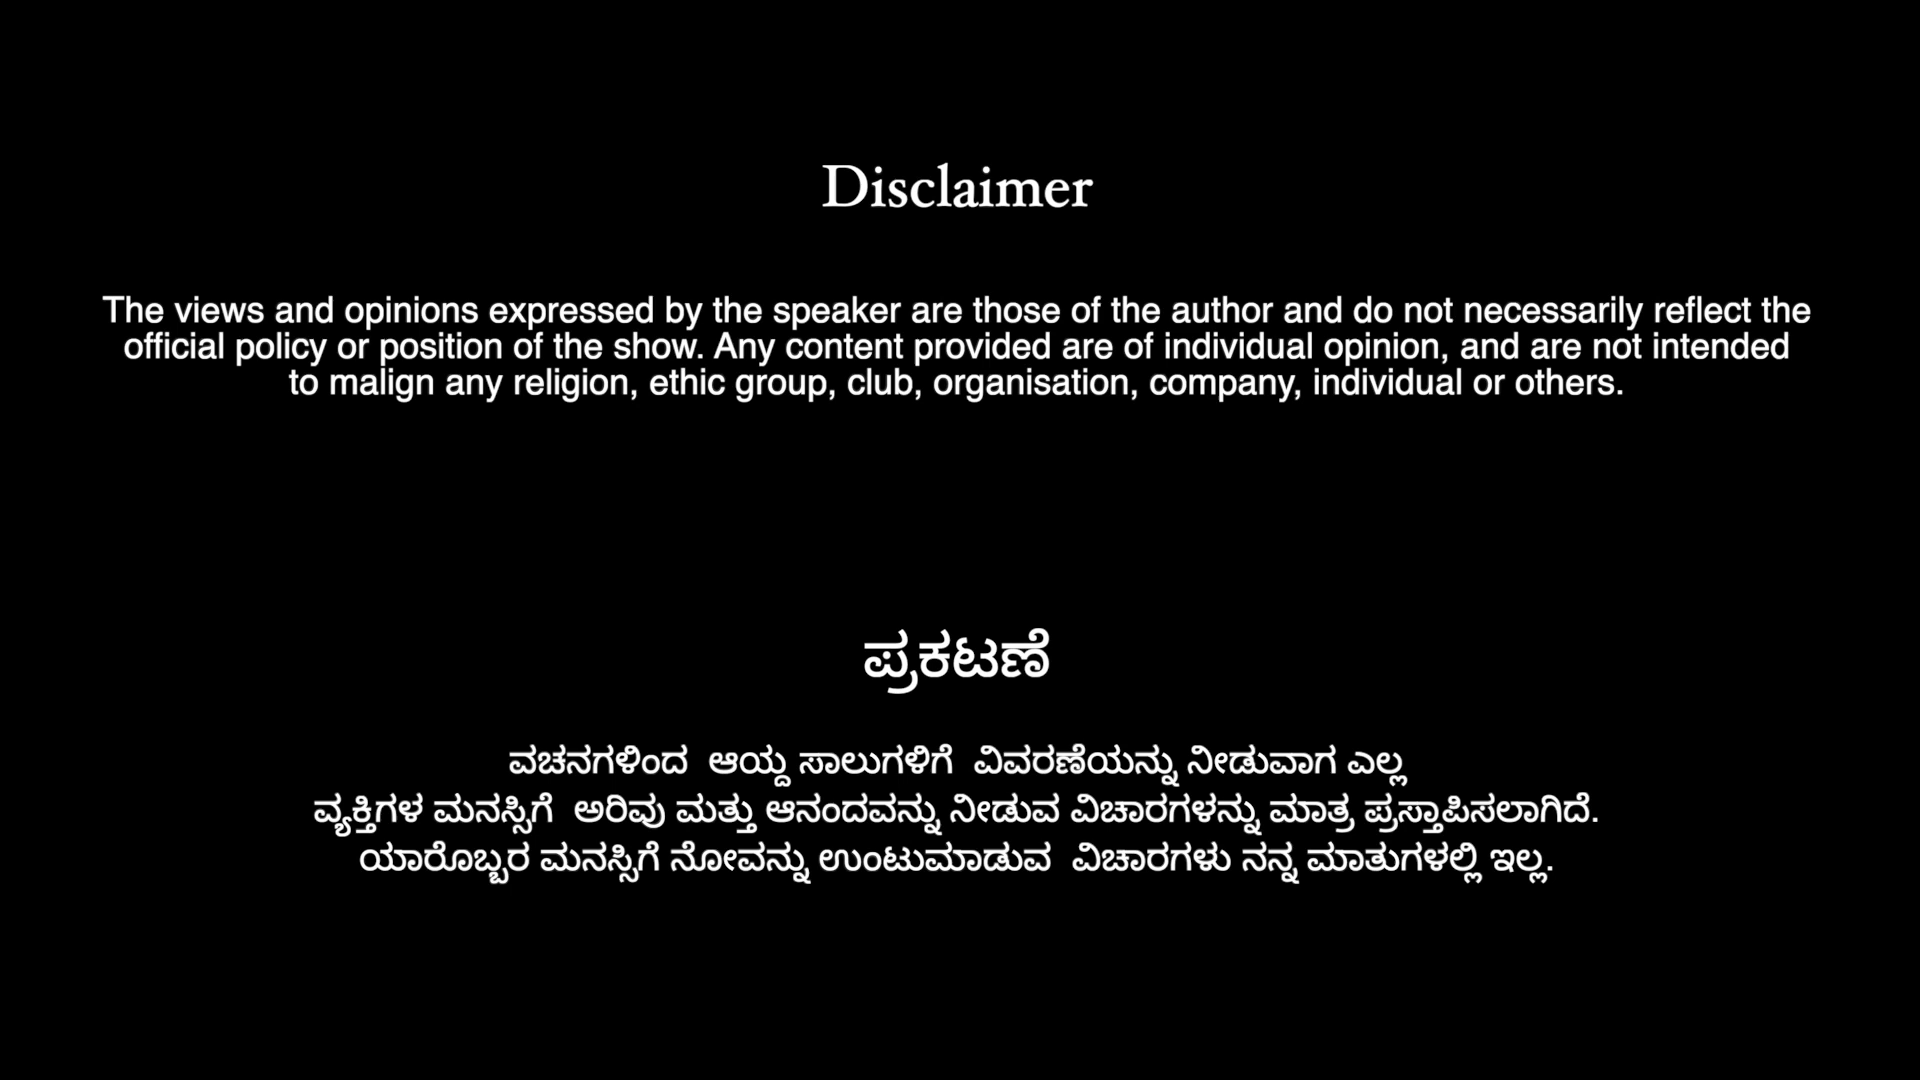 Disclaimer
The views and opinions expressed by the speaker are those of the author and do not necessarily reflect the
official policy or position of the show. Any content provided are of individual opinion, and are not intended
to malign any religion, ethic group, club, organisation, company, individual or others.
ಪ್ರಕಟಣೆ
ವಚನಗಳಿಂದ ಆಯ್ದ ಸಾಲುಗಳಿಗೆ ವಿವರಣೆಯನ್ನು ನೀಡುವಾಗ ಎಲ್ಲ
ವ್ಯಕ್ತಿಗಳ ಮನಸ್ಸಿಗೆ ಅರಿವು ಮತ್ತು ಆನಂದವನ್ನು ನೀಡುವ ವಿಚಾರಗಳನ್ನು ಮಾತ್ರ ಪ್ರಸ್ತಾಪಿಸಲಾಗಿದೆ.
ಯಾರೊಬ್ಬರ ಮನಸ್ಸಿಗೆ ನೋವನ್ನು ಉಂಟುಮಾಡುವ ವಿಚಾರಗಳು ನನ್ನ ಮಾತುಗಳಲ್ಲಿ ಇಲ್ಲ.